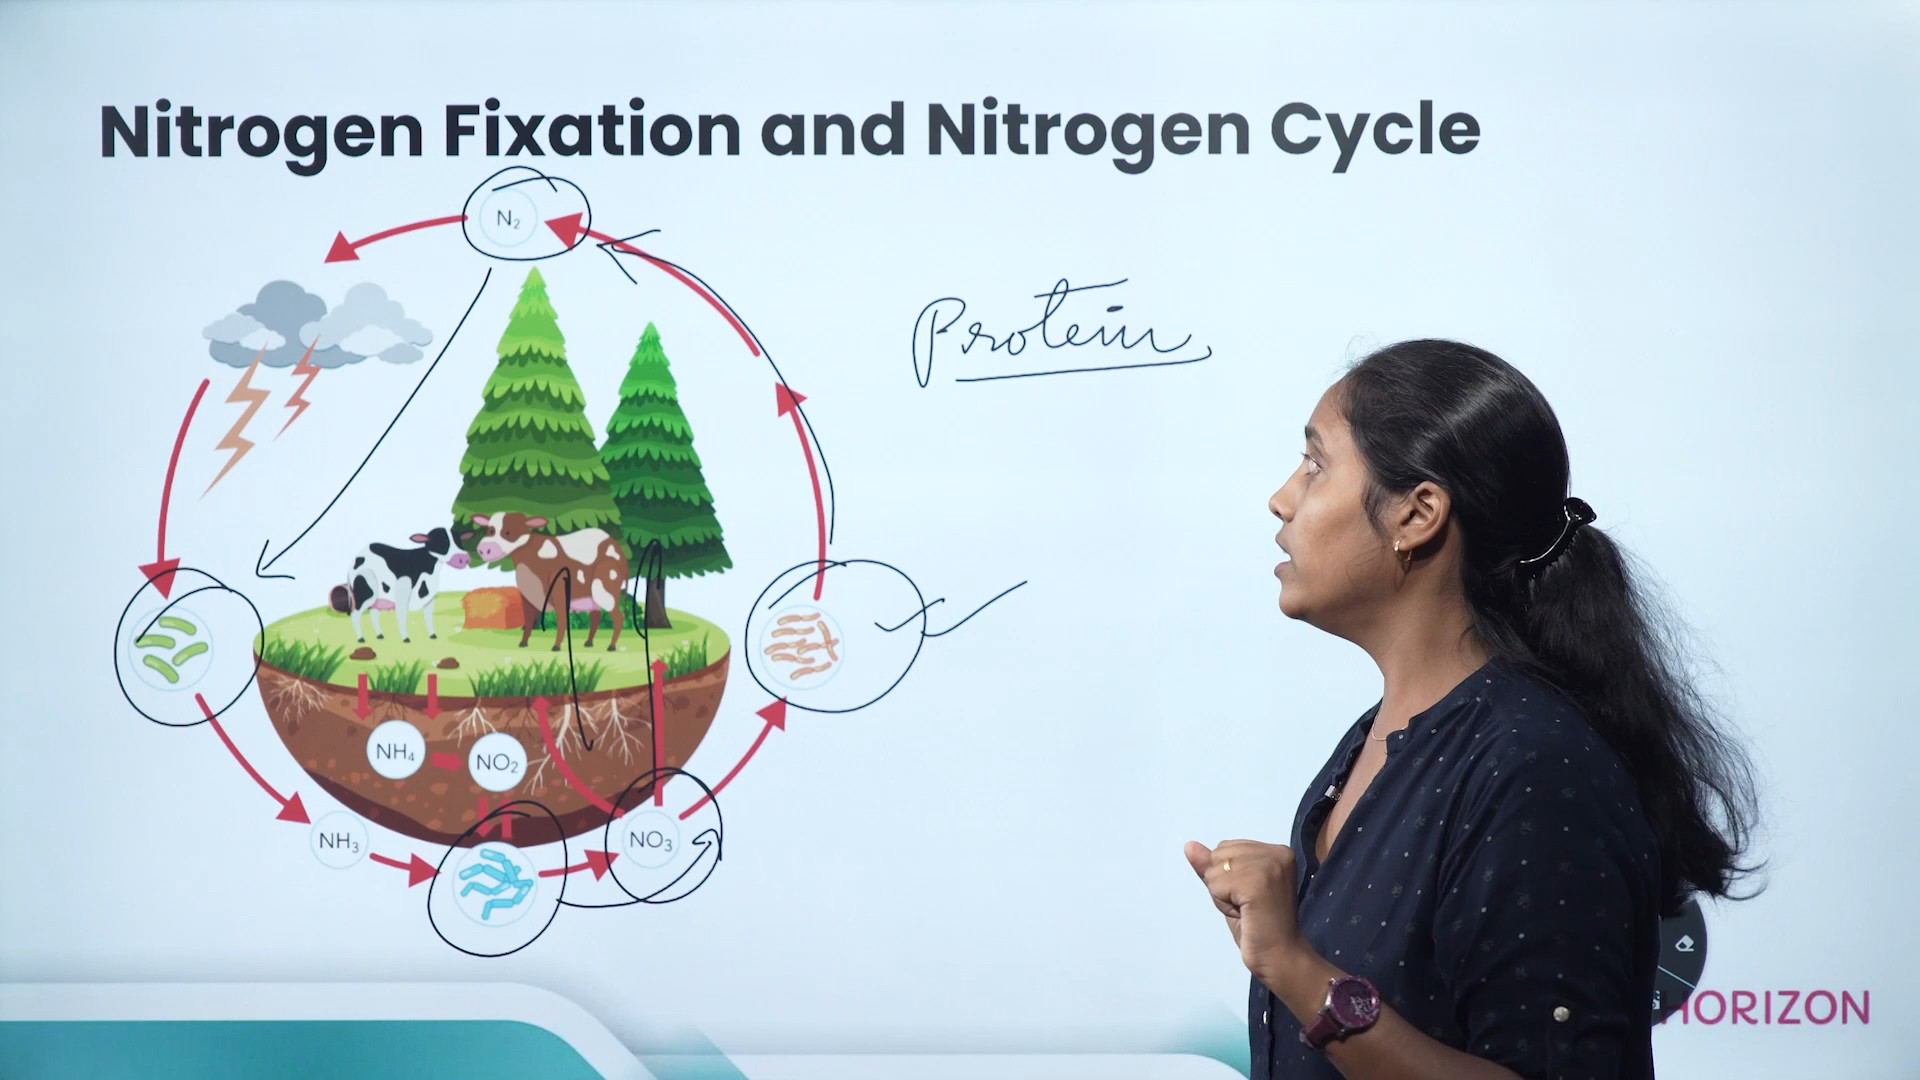 Nitrogen Fixation and Nitrogen Cycle
N₂
Protein
NH₄
NO₂
NH₃
NO₃
HORIZON